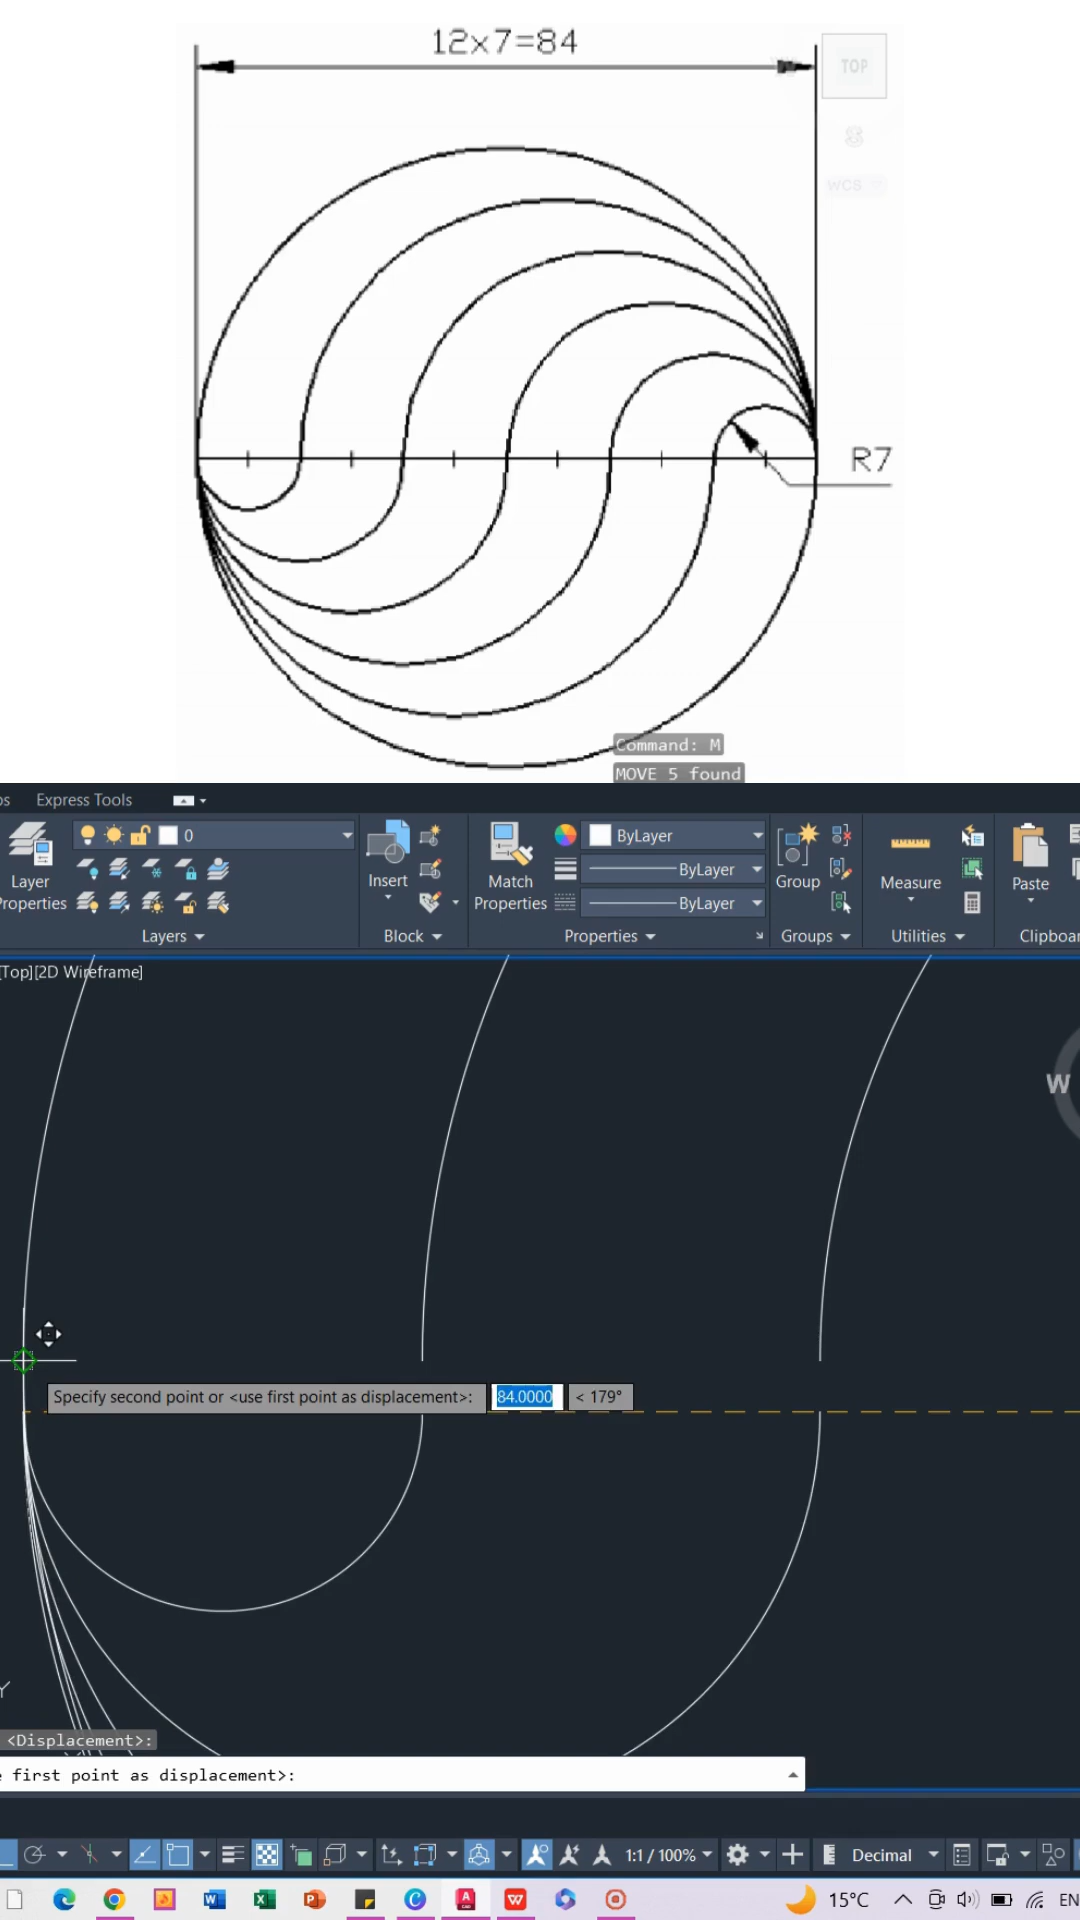 12x7=84
TOP
S
WCS
R7
Command: M
MOVE 5 found
os Express Tools
0
Layer
Properties
Insert
Match
Properties
ByLayer
ByLayer
ByLayer
Group
Measure
Paste
Layers
Block
Properties
Groups
Utilities
Clipboar
[Top][2D Wireframe]
W
Specify second point or <use first point as displacement>: 84.0000 < 179°
Y
<Displacement>:
e first point as displacement>:
1:1 / 100%
Decimal
15°C
EN